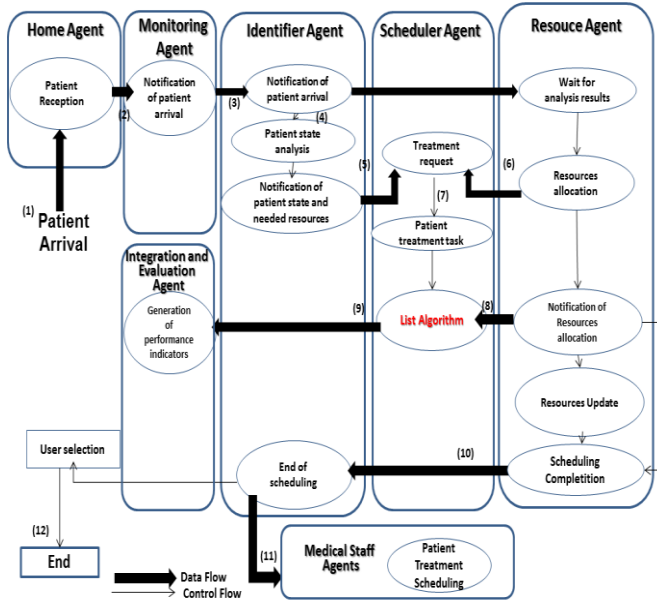 Home Agent
Monitoring
Agent
Identifier Agent
Scheduler Agent
Resouce Agent
Patient
Reception
(2)
Notification
of patient
arrival
(3)
Notification of
patient arrival
(4)
Patient state
analysis
Notification of
patient state and
needed resources
(5)
Treatment
request
(6)
(7)
Patient
treatment task
Wait for
analysis results
Resources
allocation
(1)
Patient
Arrival
Integration and
Evaluation
Agent
Generation
of
performance
indicators
(9)
List Algorithm
(8)
Notification of
Resources
allocation
Resources Update
User selection
End of
scheduling
(10)
Scheduling
Completition
(12)
End
(11)
Medical Staff
Agents
Patient
Treatment
Scheduling
Data Flow
Control Flow